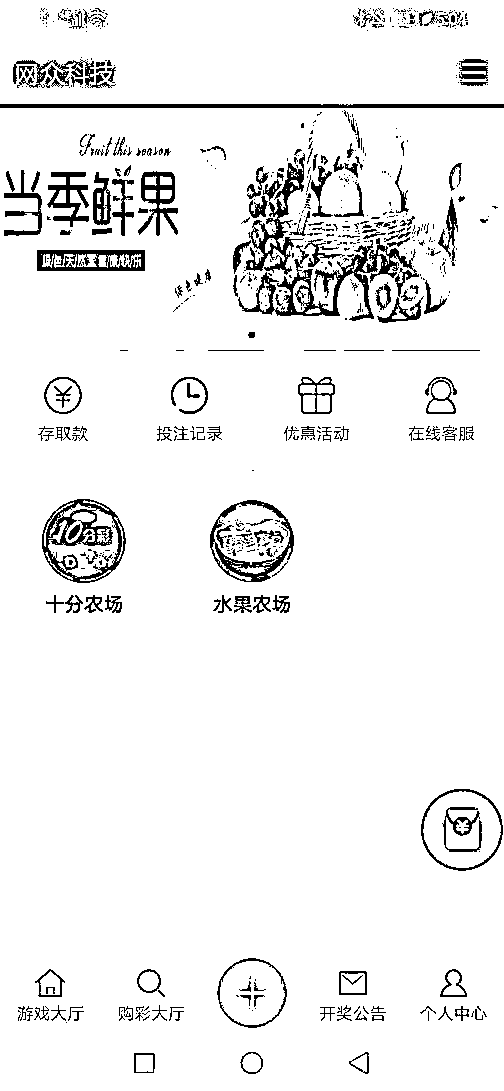 网众科技
Fruit this season
当季鲜果
存取款
投注记录
优惠活动
在线客服
十分农场
水果农场
游戏大厅
购彩大厅
开奖公告
个人中心